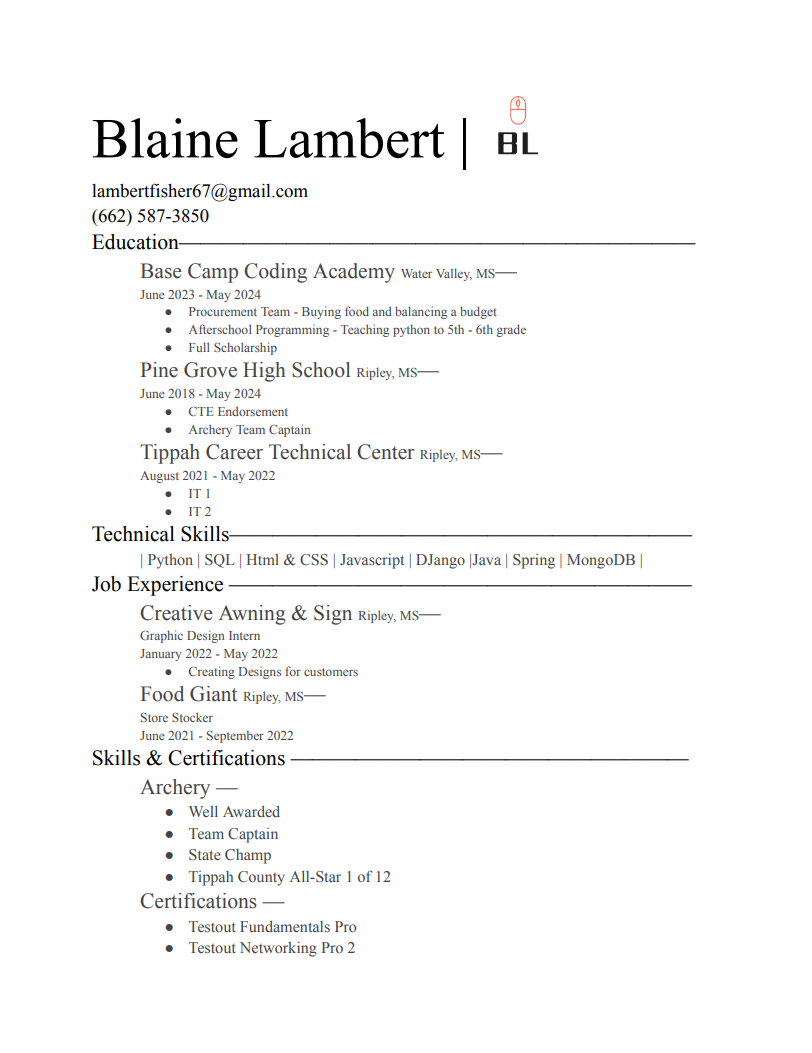 Blaine Lambert |
BL
lambertfisher67@gmail.com
(662) 587-3850
Education
Base Camp Coding Academy Water Valley, MS
June 2023 - May 2024
● Procurement Team - Buying food and balancing a budget
● Afterschool Programming - Teaching python to 5th - 6th grade
● Full Scholarship
Pine Grove High School Ripley, MS
June 2018 - May 2024
● CTE Endorsement
● Archery Team Captain
Tippah Career Technical Center Ripley, MS
August 2021 - May 2022
● IT 1
● IT 2
Technical Skills
| Python | SQL | Html & CSS | Javascript | DJango |Java | Spring | MongoDB |
Job Experience
Creative Awning & Sign Ripley, MS
Graphic Design Intern
January 2022 - May 2022
● Creating Designs for customers
Food Giant Ripley, MS
Store Stocker
June 2021 - September 2022
Skills & Certifications
Archery —
● Well Awarded
● Team Captain
● State Champ
● Tippah County All-Star 1 of 12
Certifications —
● Testout Fundamentals Pro
● Testout Networking Pro 2